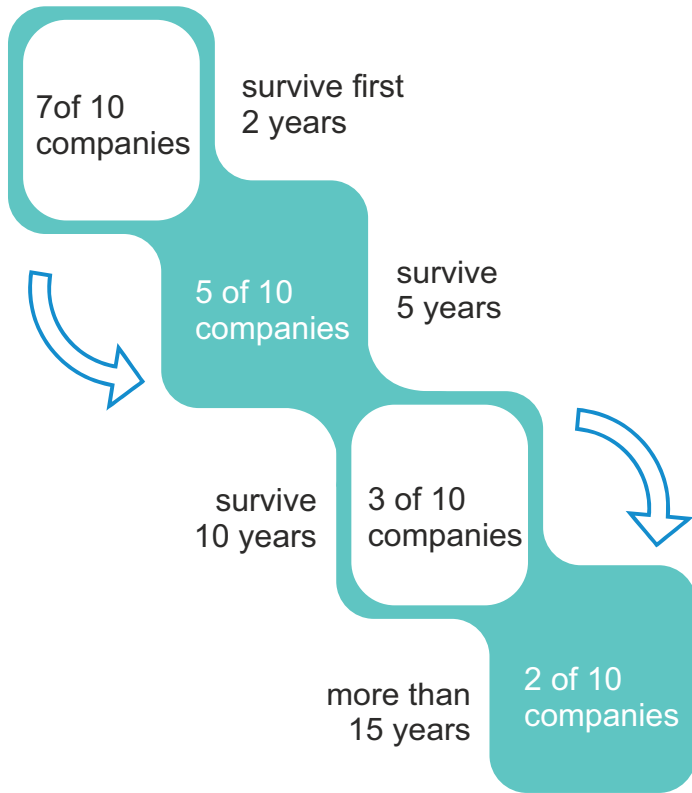 7of 10
companies
survive first
2 years
5 of 10
companies
survive
5 years
survive
10 years
3 of 10
companies
more than
15 years
2 of 10
companies